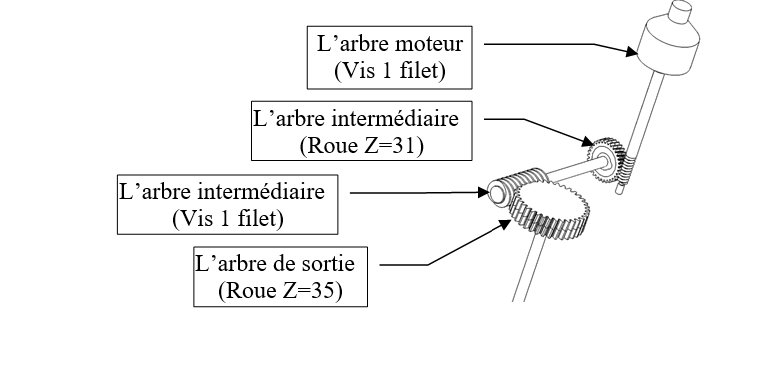 L’arbre moteur
(Vis 1 filet)
L’arbre intermédiaire
(Roue Z=31)
L’arbre intermédiaire
(Vis 1 filet)
L’arbre de sortie
(Roue Z=35)